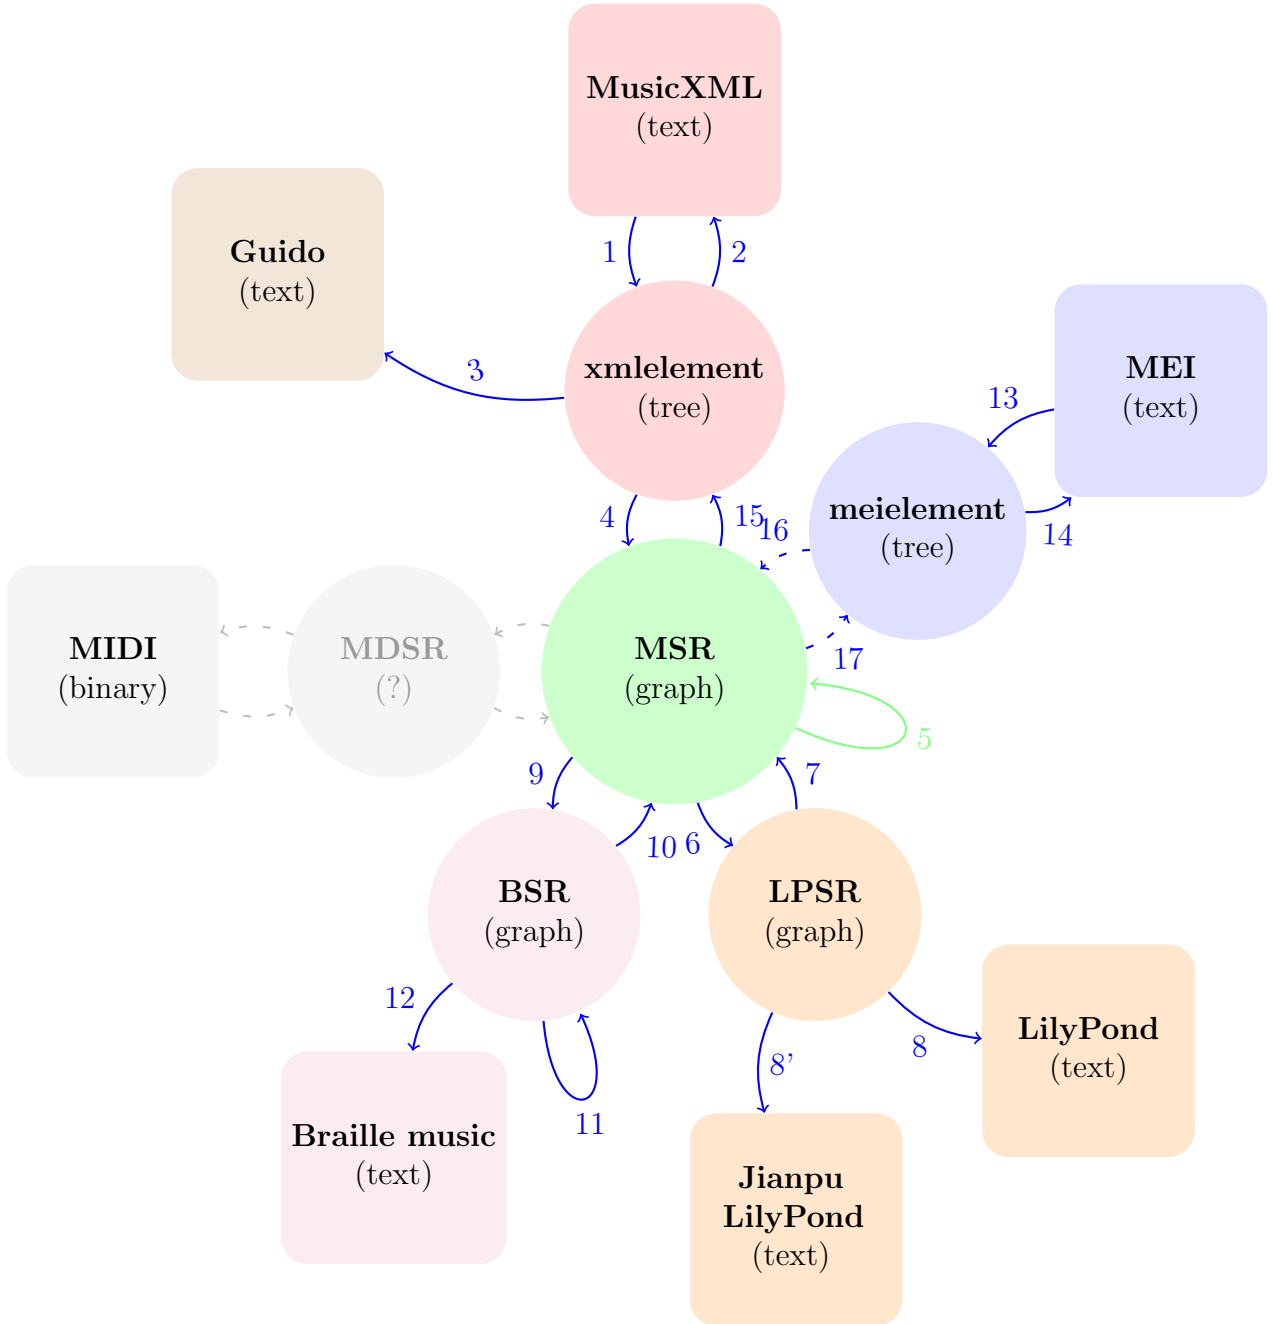 MusicXML
(text)
Guido
(text)
1
2
xmlelement
(tree)
3
MEI
(text)
13
14
meielement
(tree)
4
15
16
17
MIDI
(binary)
MDSR
(?)
MSR
(graph)
5
9
10
6
7
BSR
(graph)
LPSR
(graph)
12
11
8'
8
LilyPond
(text)
Braille music
(text)
Jianpu
LilyPond
(text)